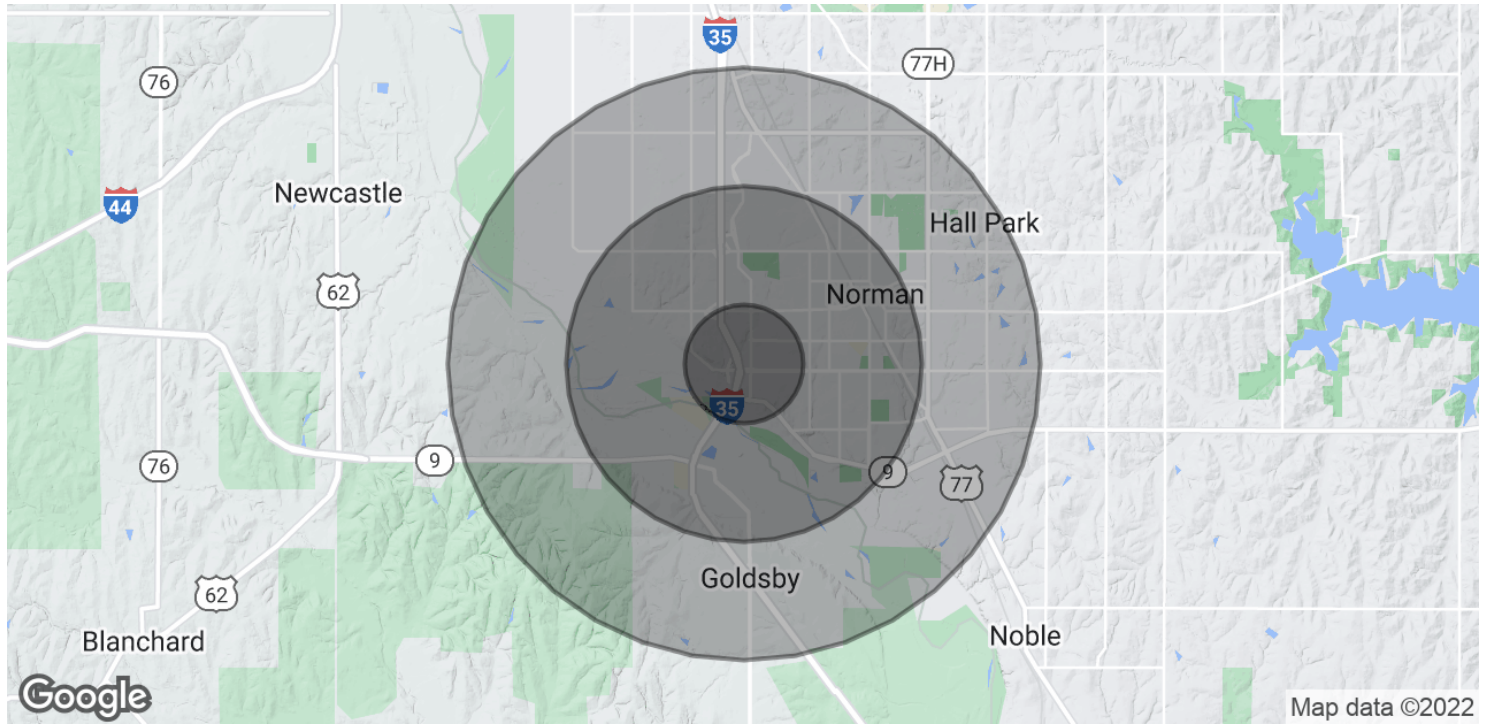 35
77H
76
44
Newcastle
Hall Park
62
Norman
35
9
76
9
77
Goldsby
62
Blanchard
Noble
Google
Map data ©2022